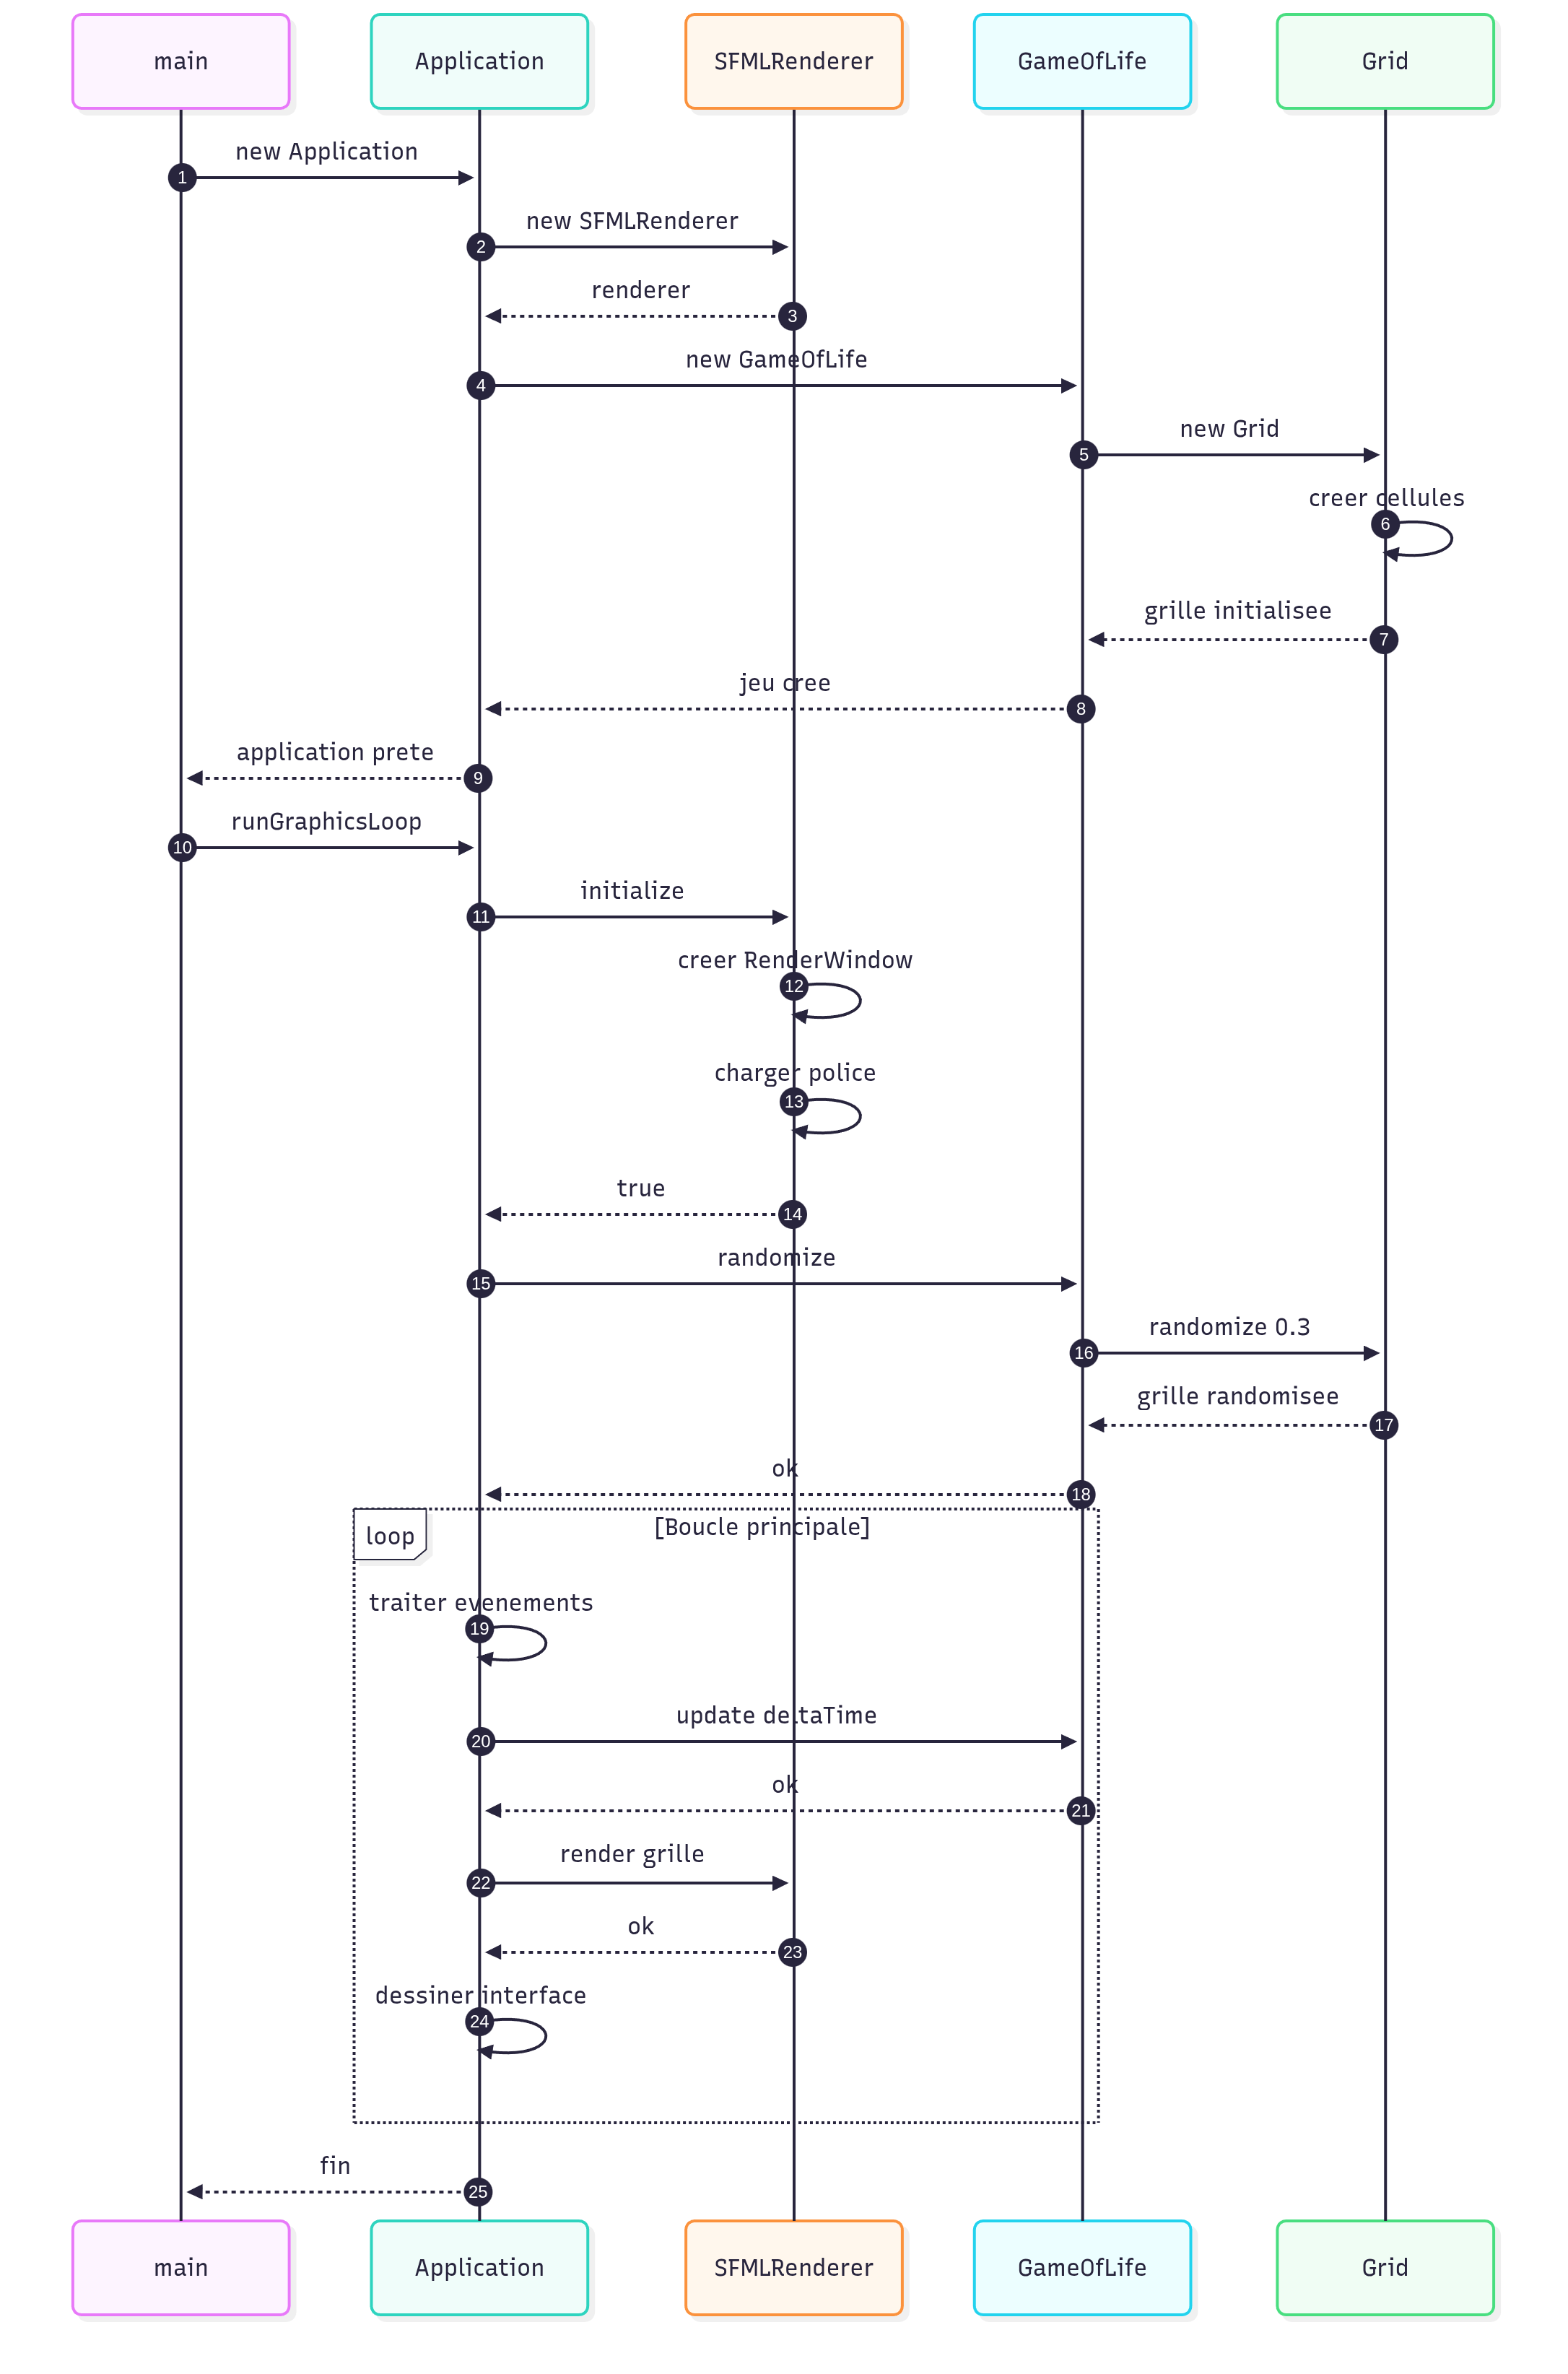 main
Application
SFMLRenderer
GameOfLife
Grid
new Application
1
new SFMLRenderer
2
renderer
3
new GameOfLife
4
new Grid
5
creer cellules
6
grille initialisee
7
jeu cree
8
application prete
9
runGraphicsLoop
10
initialize
11
creer RenderWindow
12
charger police
13
true
14
randomize
15
randomize 0.3
16
grille randomisee
17
ok
18
loop
[Boucle principale]
traiter evenements
19
update deltaTime
20
ok
21
render grille
22
ok
23
dessiner interface
24
fin
25
main
Application
SFMLRenderer
GameOfLife
Grid